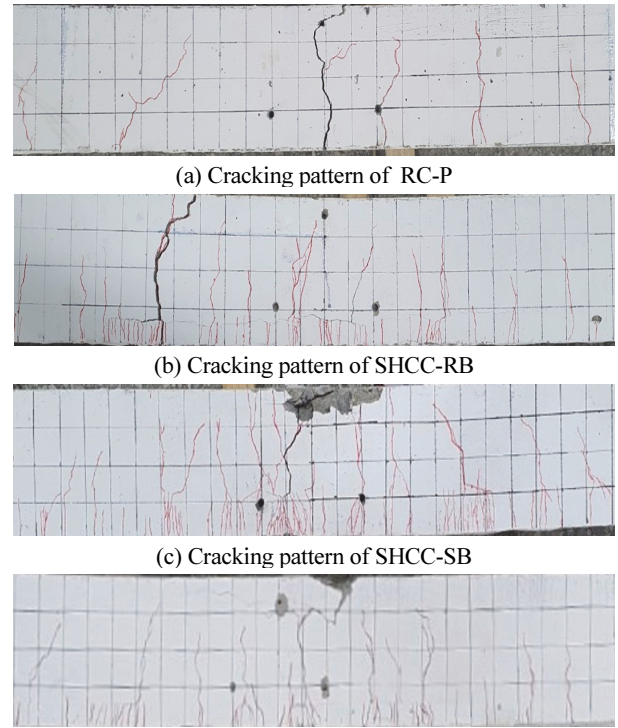 (a) Cracking pattern of RC-P
(b) Cracking pattern of SHCC-RB
(c) Cracking pattern of SHCC-SB